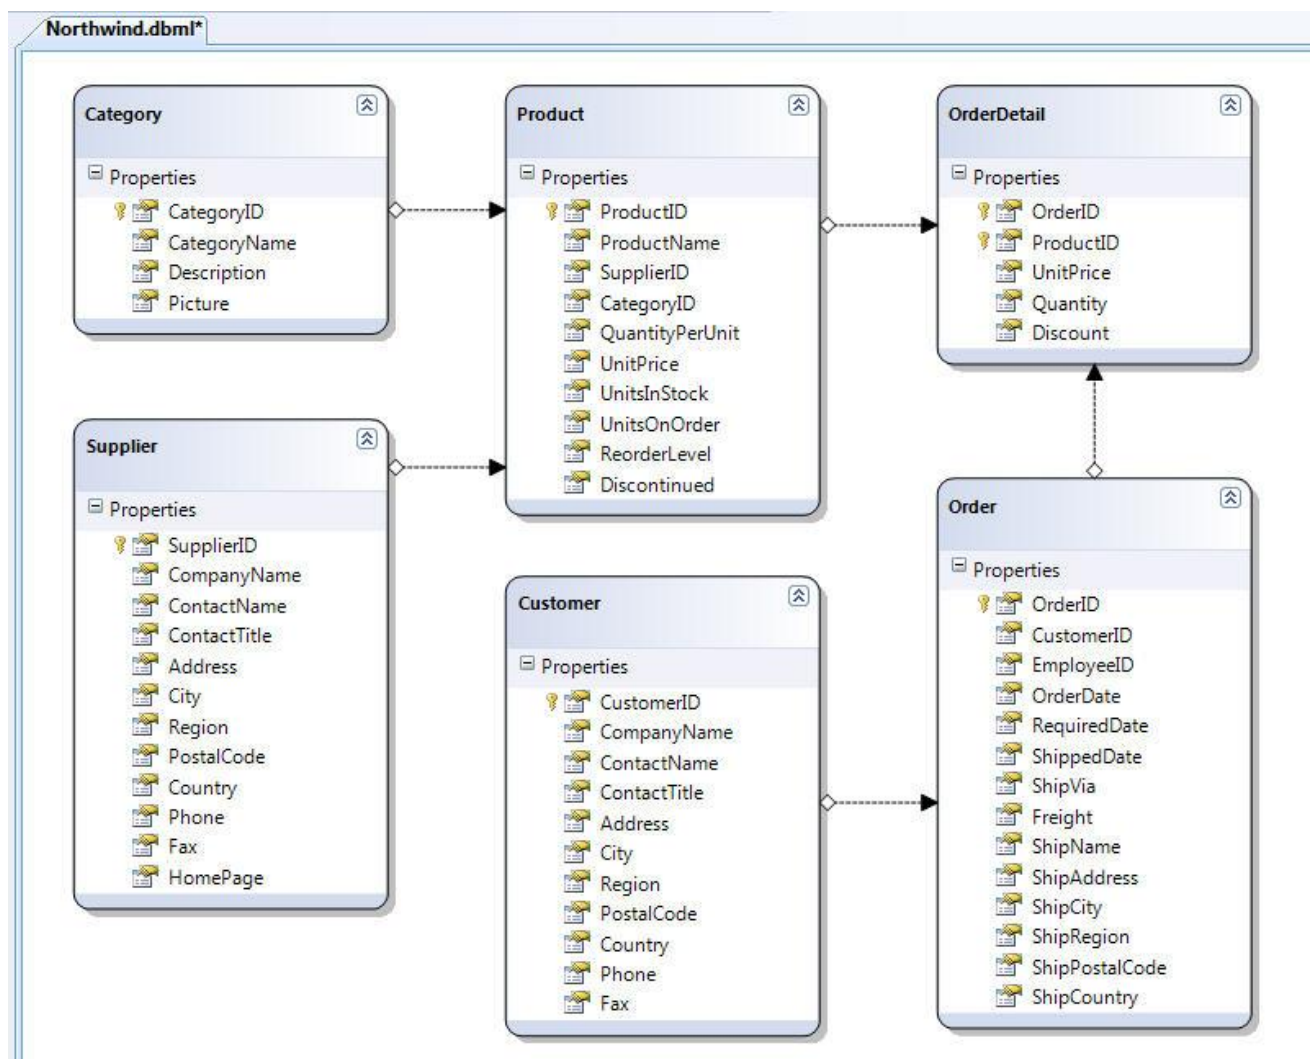 Northwind.dbml*
Category
Properties
CategoryID
CategoryName
Description
Picture
Product
Properties
ProductID
ProductName
SupplierID
CategoryID
QuantityPerUnit
UnitPrice
UnitsInStock
UnitsOnOrder
ReorderLevel
Discontinued
OrderDetail
Properties
OrderID
ProductID
UnitPrice
Quantity
Discount
Supplier
Properties
SupplierID
CompanyName
ContactName
ContactTitle
Address
City
Region
PostalCode
Country
Phone
Fax
HomePage
Customer
Properties
CustomerID
CompanyName
ContactName
ContactTitle
Address
City
Region
PostalCode
Country
Phone
Fax
Order
Properties
OrderID
CustomerID
EmployeeID
OrderDate
RequiredDate
ShippedDate
ShipVia
Freight
ShipName
ShipAddress
ShipCity
ShipRegion
ShipPostalCode
ShipCountry